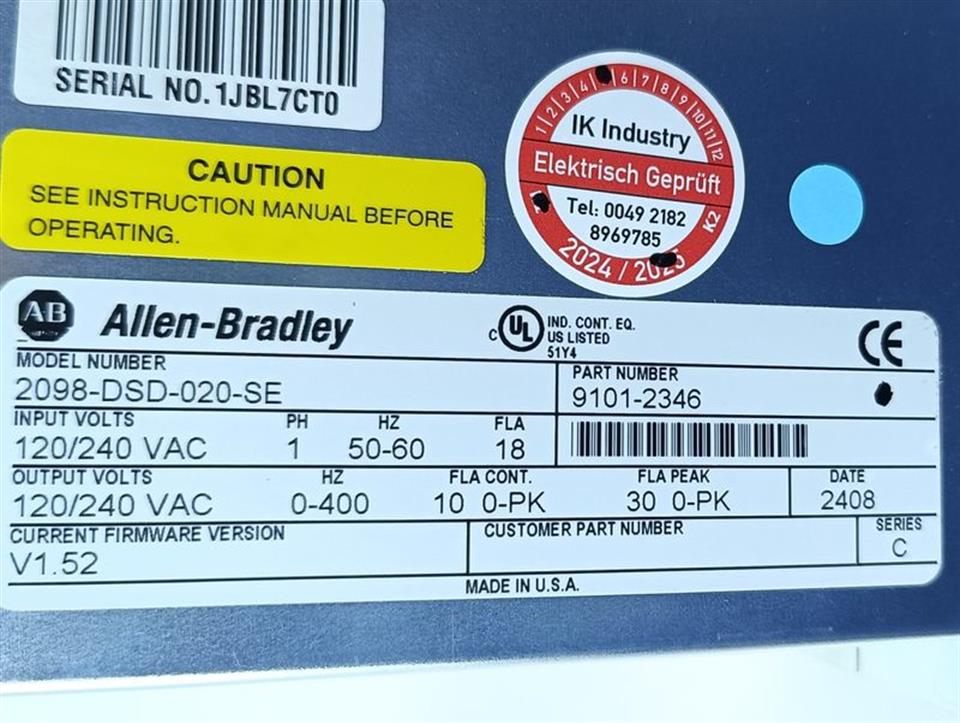 SERIAL NO. 1JBL7CT0
CAUTION
SEE INSTRUCTION MANUAL BEFORE
OPERATING.
1 2 3 4 6 7 8 9 10 11 12
IK Industry
Elektrisch Geprüft
Tel: 0049 2182
8969785
K2
2024 / 2025
AB Allen-Bradley
C UL IND. CONT. EQ.
US LISTED
51Y4
CE
MODEL NUMBER
2098-DSD-020-SE
PART NUMBER
9101-2346
INPUT VOLTS PH HZ FLA
120/240 VAC 1 50-60 18
OUTPUT VOLTS HZ FLA CONT. FLA PEAK DATE
120/240 VAC 0-400 10 0-PK 30 0-PK 2408
CURRENT FIRMWARE VERSION
V1.52
CUSTOMER PART NUMBER
SERIES
C
MADE IN U.S.A.